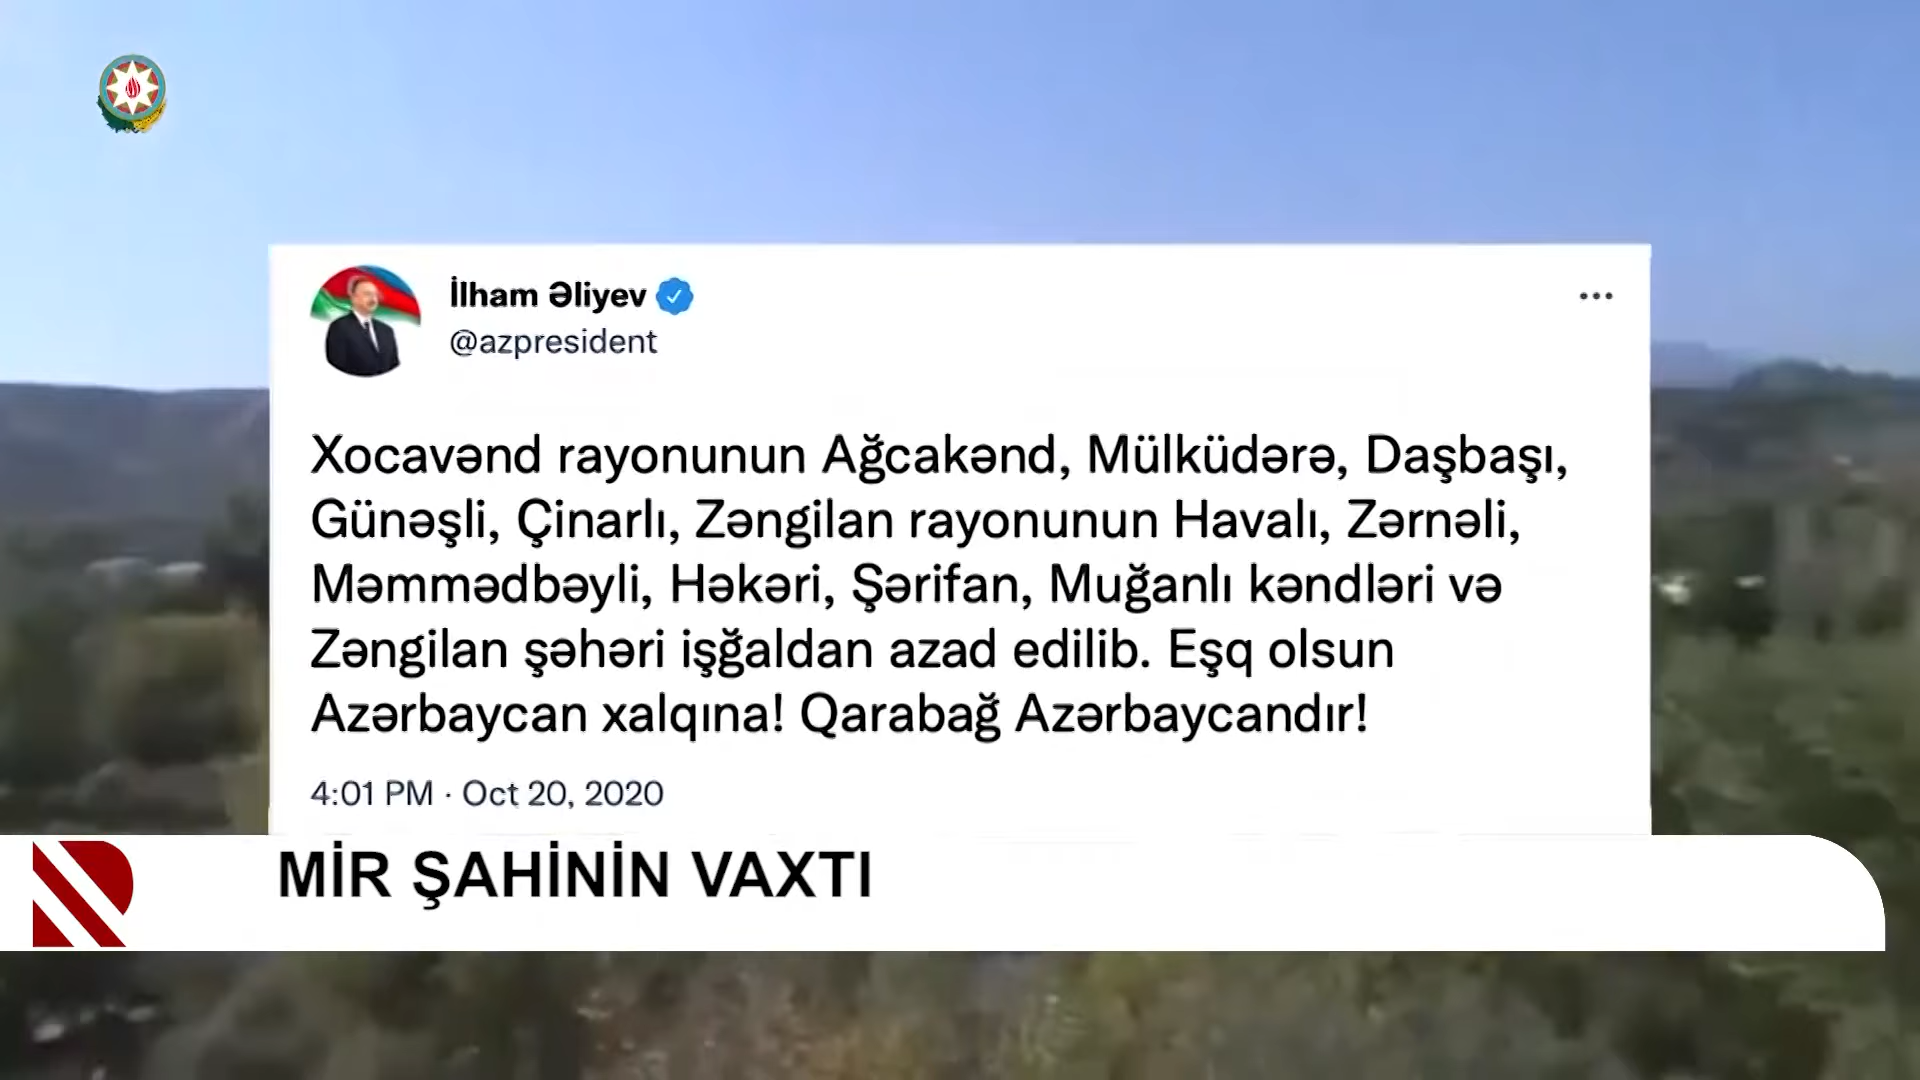 İlham Əliyev
@azpresident
Xocavənd rayonunun Ağcakənd, Mülküdərə, Daşbaşı,
Günəşli, Çinarlı, Zəngilan rayonunun Havalı, Zərnəli,
Məmmədbəyli, Həkəri, Şərifan, Muğanlı kəndləri və
Zəngilan şəhəri işğaldan azad edilib. Eşq olsun
Azərbaycan xalqına! Qarabağ Azərbaycandır!
4:01 PM · Oct 20, 2020
MİR ŞAHİNİN VAXTI